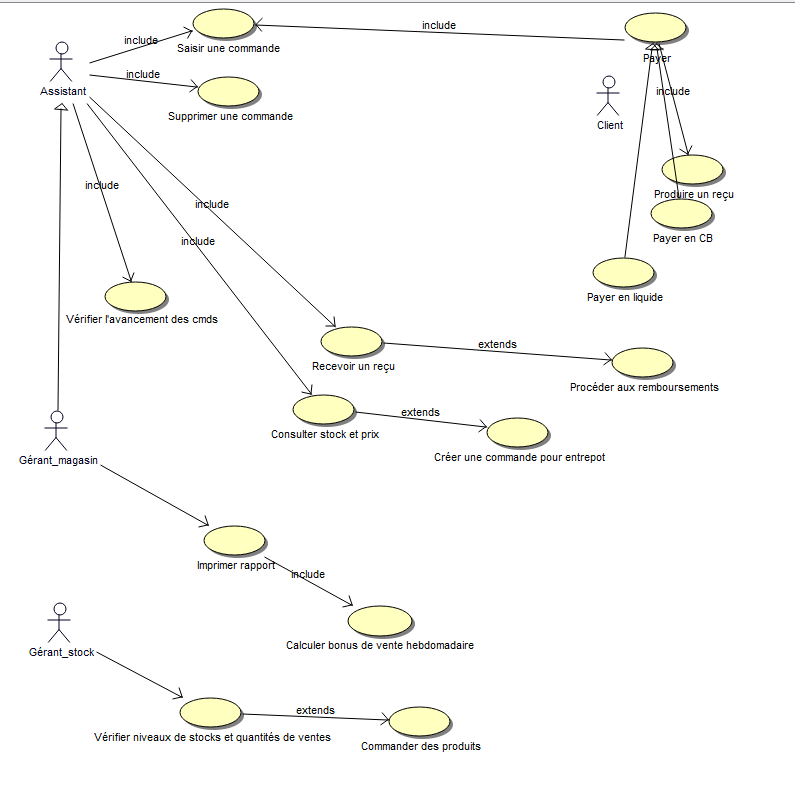 include
Saisir une commande
include
Payer
Assistant
include
Supprimer une commande
include
Client
include
include
include
Produire un reçu
Payer en CB
Payer en liquide
Vérifier l'avancement des cmds
Recevoir un reçu
extends
Procéder aux remboursements
Consulter stock et prix
extends
Créer une commande pour entrepot
Gérant_magasin
Imprimer rapport
include
Calculer bonus de vente hebdomadaire
Gérant_stock
Vérifier niveaux de stocks et quantités de ventes
extends
Commander des produits